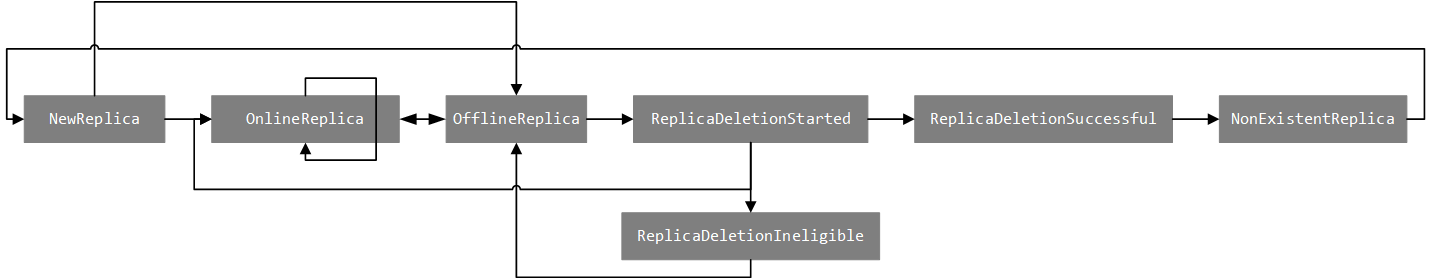 NewReplica
OnlineReplica
OfflineReplica
ReplicaDeletionStarted
ReplicaDeletionSuccessful
NonExistentReplica
ReplicaDeletionIneligible